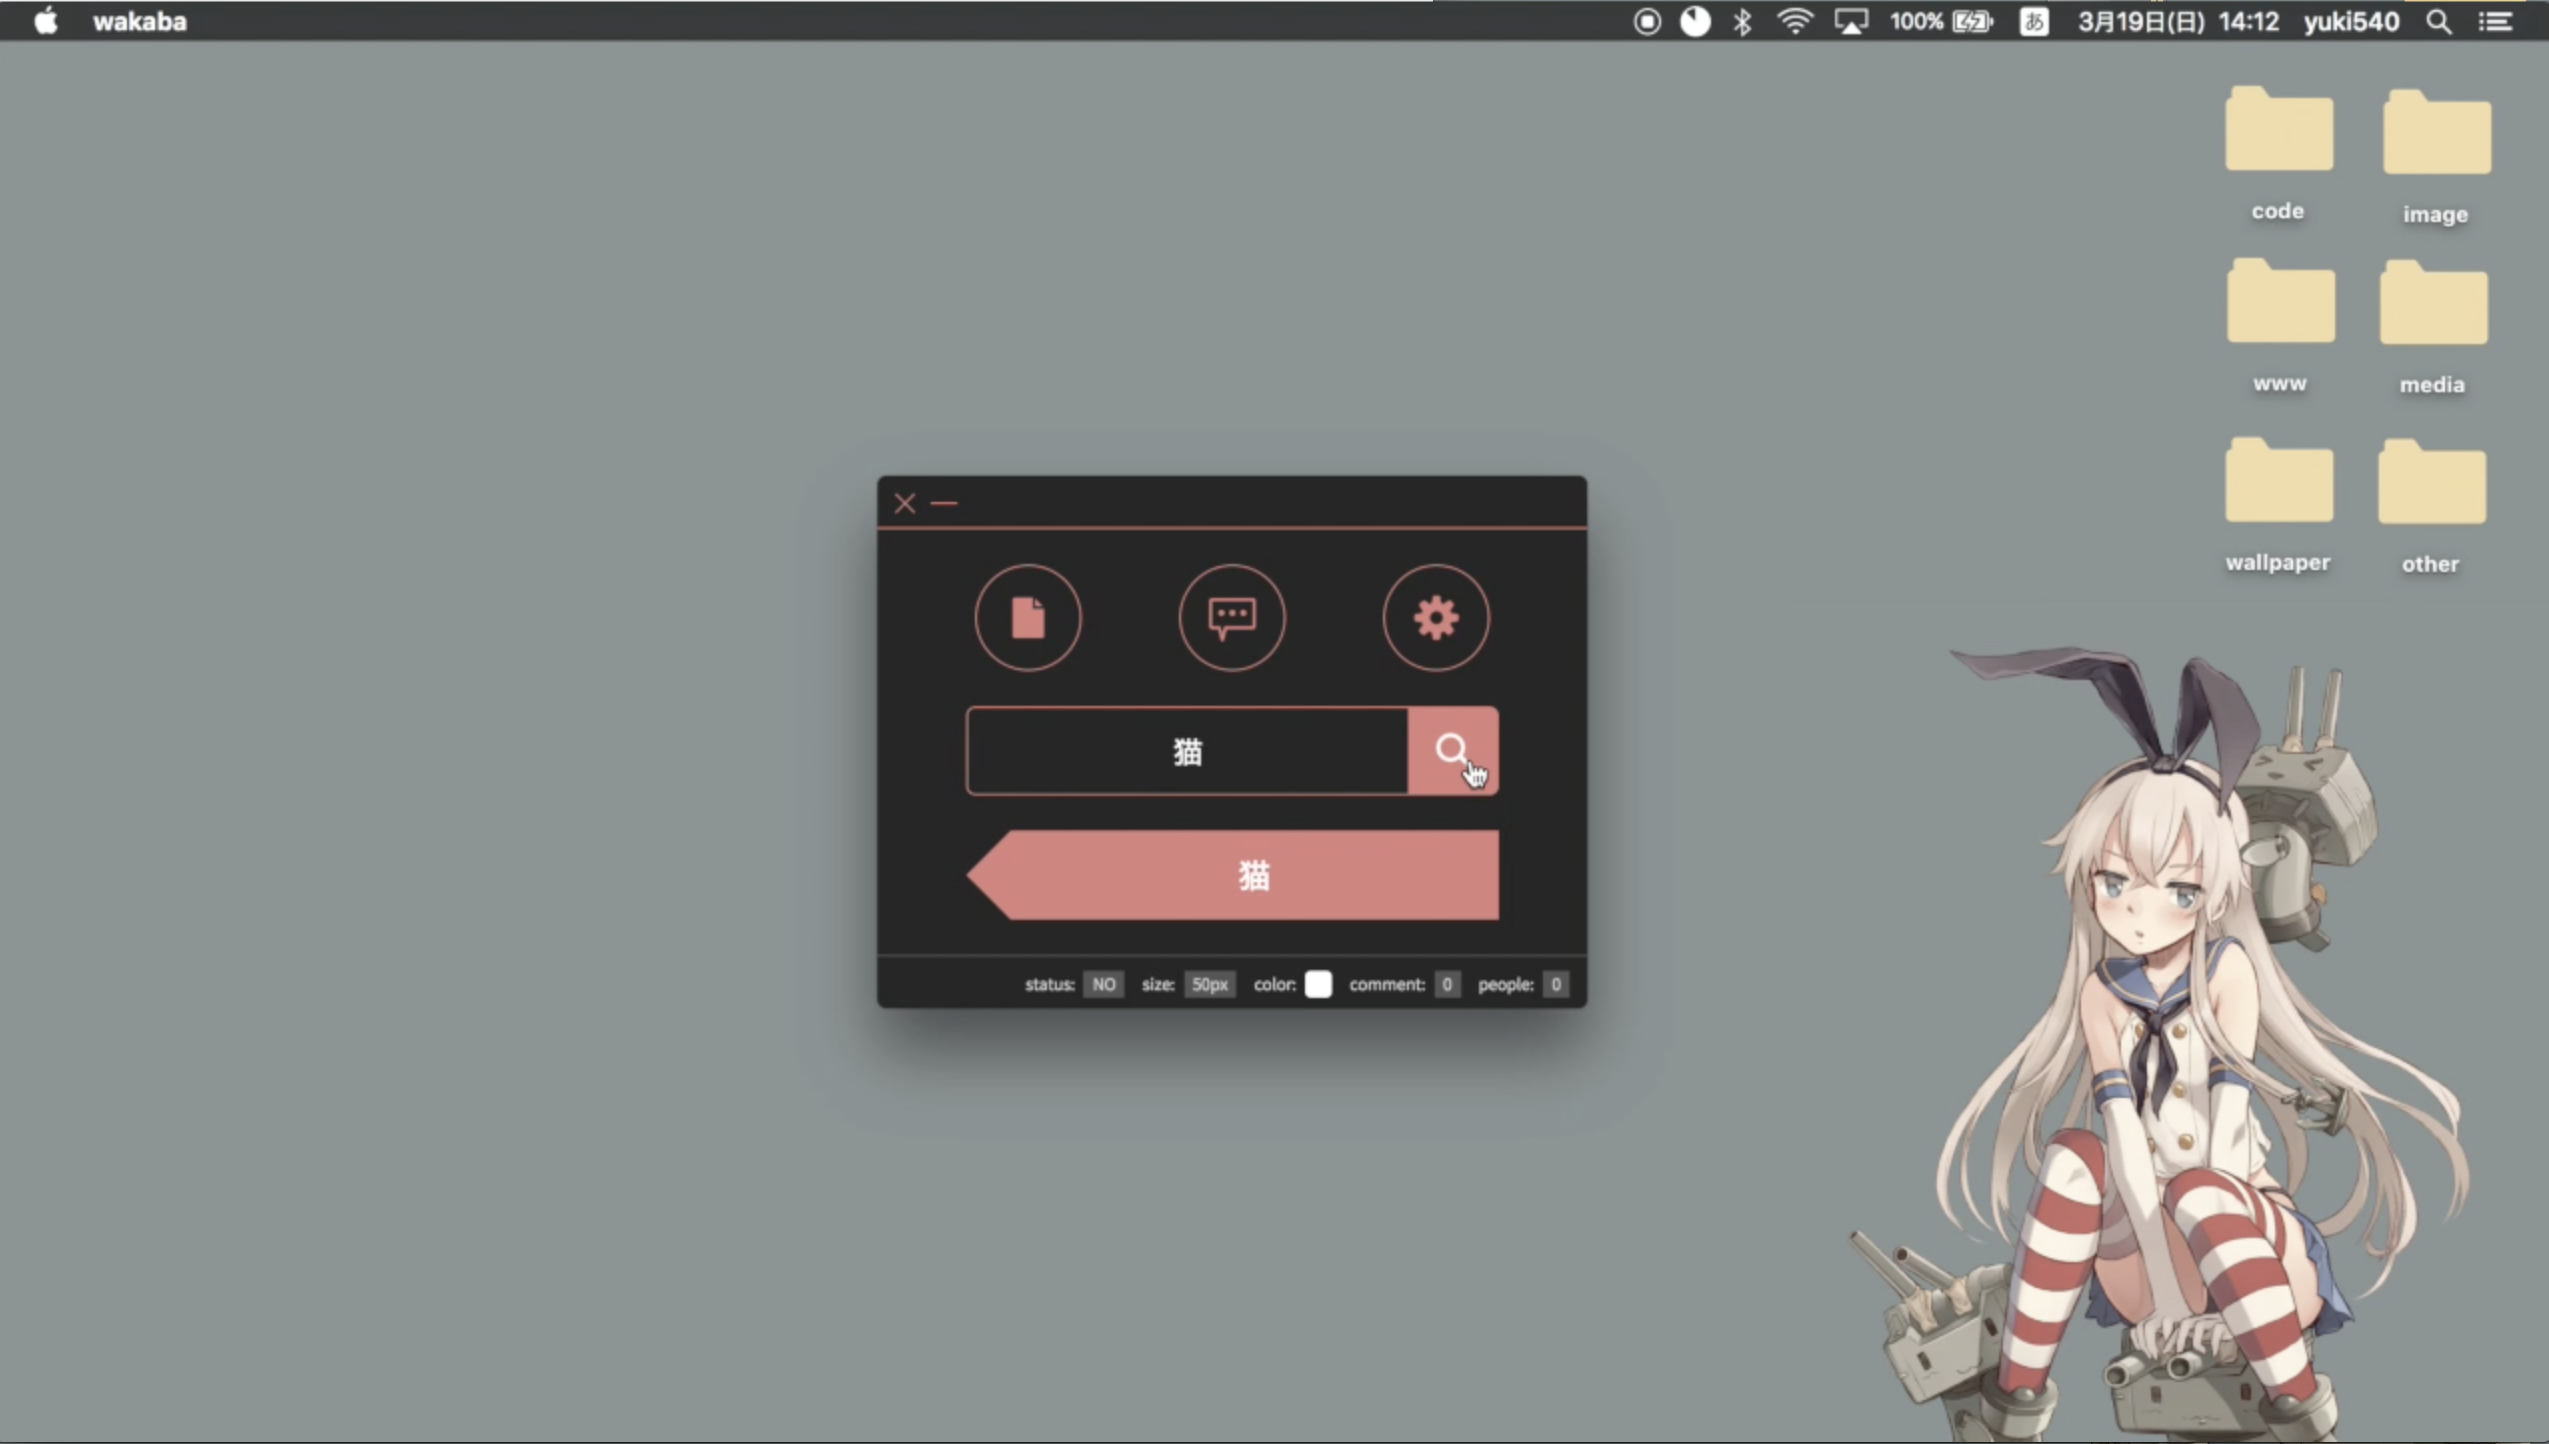 wakaba 100% あ 3月19日(日) 14:12 yuki540
code image
www media
wallpaper other
猫
猫
status: NO size: 50px color: comment: 0 people: 0